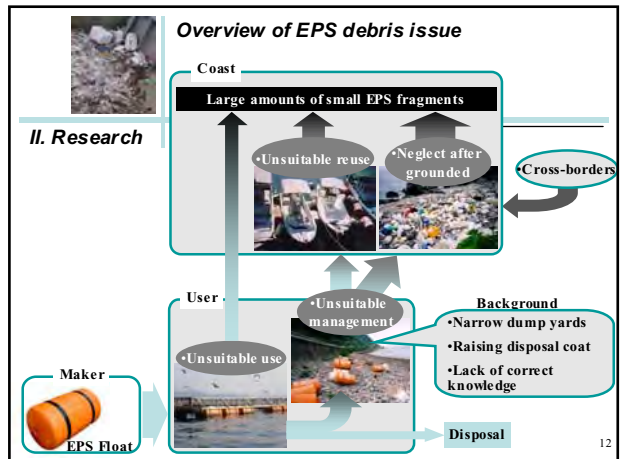 Overview of EPS debris issue
Coast
Large amounts of small EPS fragments
II. Research
•Unsuitable reuse
•Neglect after
grounded
•Cross-borders
User
•Unsuitable
management
Background
•Narrow dump yards
•Raising disposal coat
•Lack of correct
knowledge
•Unsuitable use
Maker
EPS Float
Disposal
12